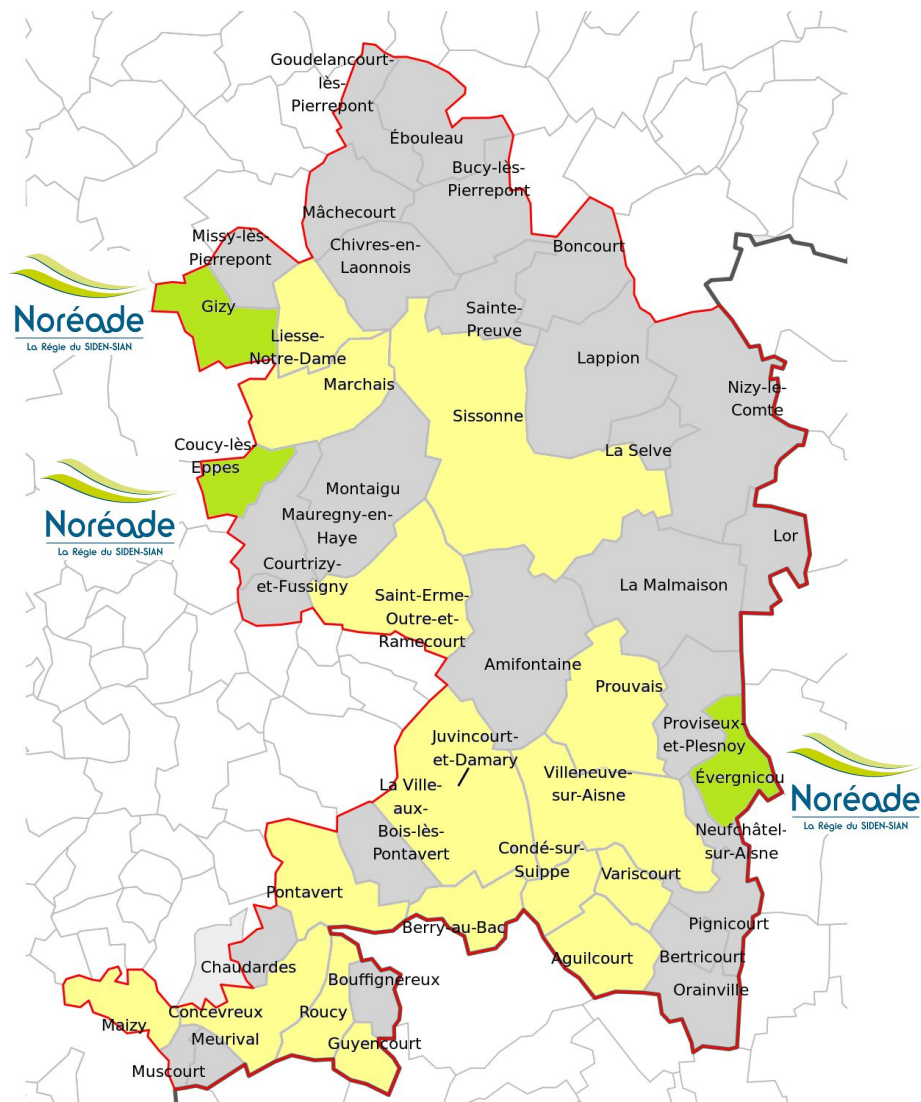 Goudelancourt-
lès-
Pierrepont
Ébouleau
Bucy-lès-
Pierrepont
Mâchecourt
Missy-lès-
Pierrepont
Chivres-en-
Laonnois
Boncourt
Noréade
La Régie du SIDEN-SIAN
Gizy
Liesse-
Notre-Dame
Sainte-
Preuve
Lappion
Marchais
Nizy-le-
Comte
Sissonne
Coucy-lès-
Eppes
La Selve
Noréade
La Régie du SIDEN-SIAN
Montaigu
Mauregny-en-
Haye
Lor
Courtrizy-
et-Fussigny
Saint-Erme-
Outre-et-
Ramecourt
La Malmaison
Amifontaine
Prouvais
Proviseux-
et-Plesnoy
Juvincourt-
et-Damary
Villeneuve-
sur-Aisne
Évergnicou
Noréade
La Régie du SIDEN-SIAN
La Ville-
aux-
Bois-lès-
Pontavert
Neufchâtel-
sur-Aisne
Condé-sur-
Suippe
Variscourt
Pontavert
Berry-au-Bac
Pignicourt
Aguilcourt
Bertricourt
Chaudardes
Bouffignereux
Orainville
Maizy
Concevreux
Roucy
Meurival
Guyencourt
Muscourt